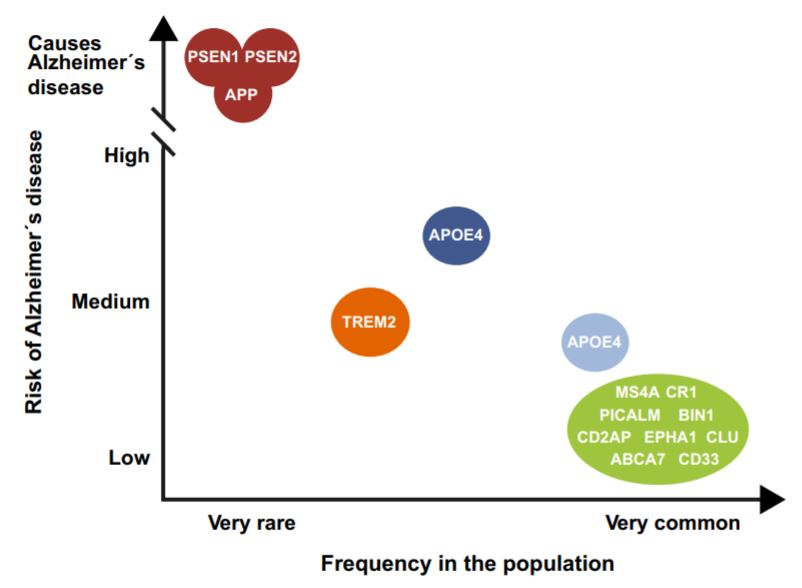 Causes
Alzheimer´s
disease
PSEN1 PSEN2
APP
High
Risk of Alzheimer´s disease
APOE4
Medium
TREM2
APOE4
MS4A CR1
PICALM BIN1
CD2AP EPHA1 CLU
ABCA7 CD33
Low
Very rare
Very common
Frequency in the population